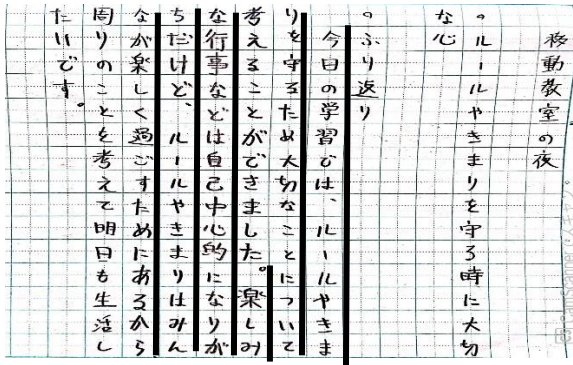 移動教室の夜
。ルールやきまりを守る時に大切
な心
。ふり返り
今日の学習では、ルールやきま
りを守るため大切なことについて
考えることができました。楽しみ
な行事などは自己中心的になりが
ちだけど、ルールやきまりはみん
なが楽しく過ごすためにあるから
周りのことを考えて明日も生活し
たいです。